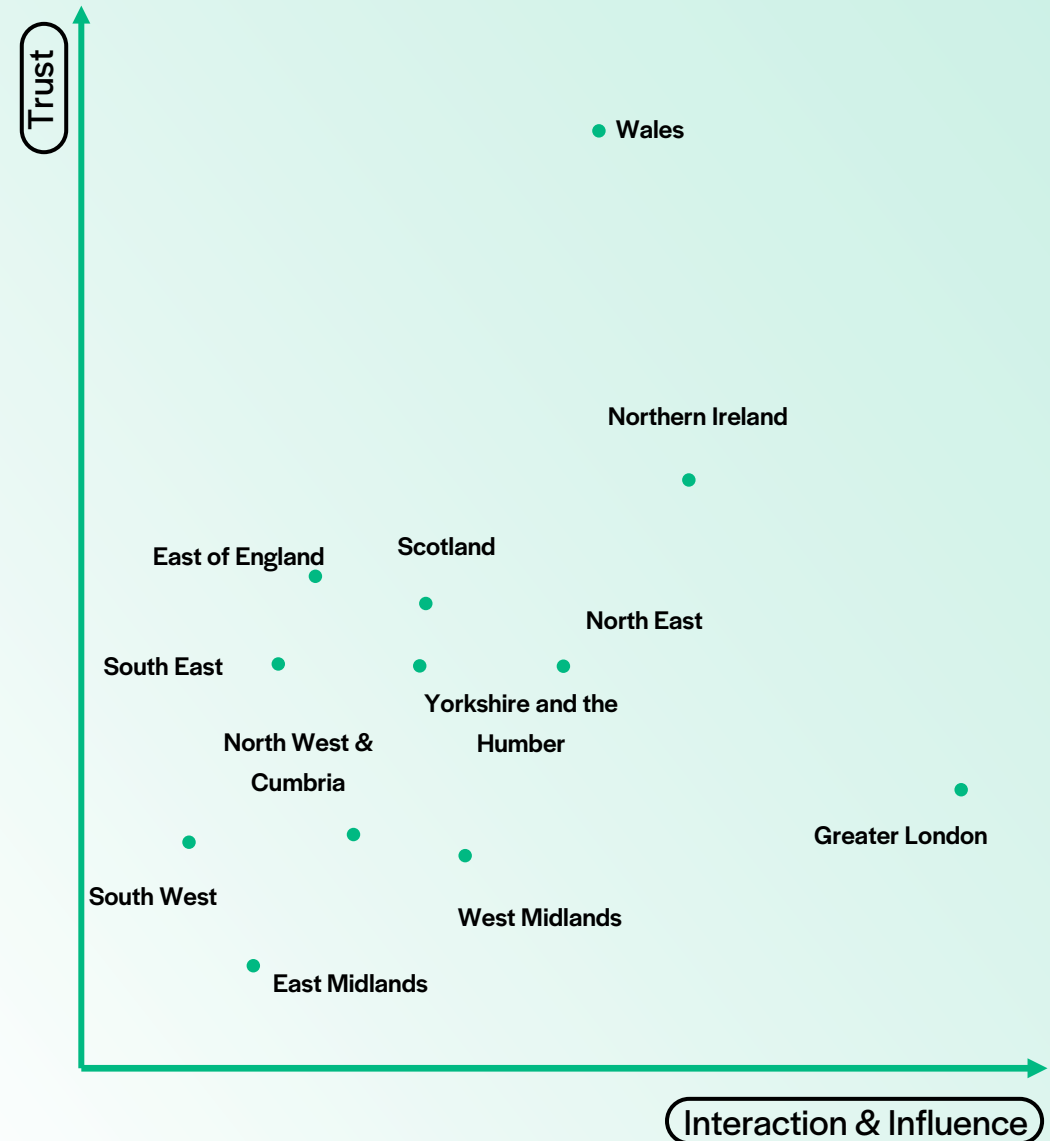 Trust
Wales
Northern Ireland
Scotland
East of England
North East
South East
Yorkshire and the
Humber
North West &
Cumbria
Greater London
South West
West Midlands
East Midlands
Interaction & Influence